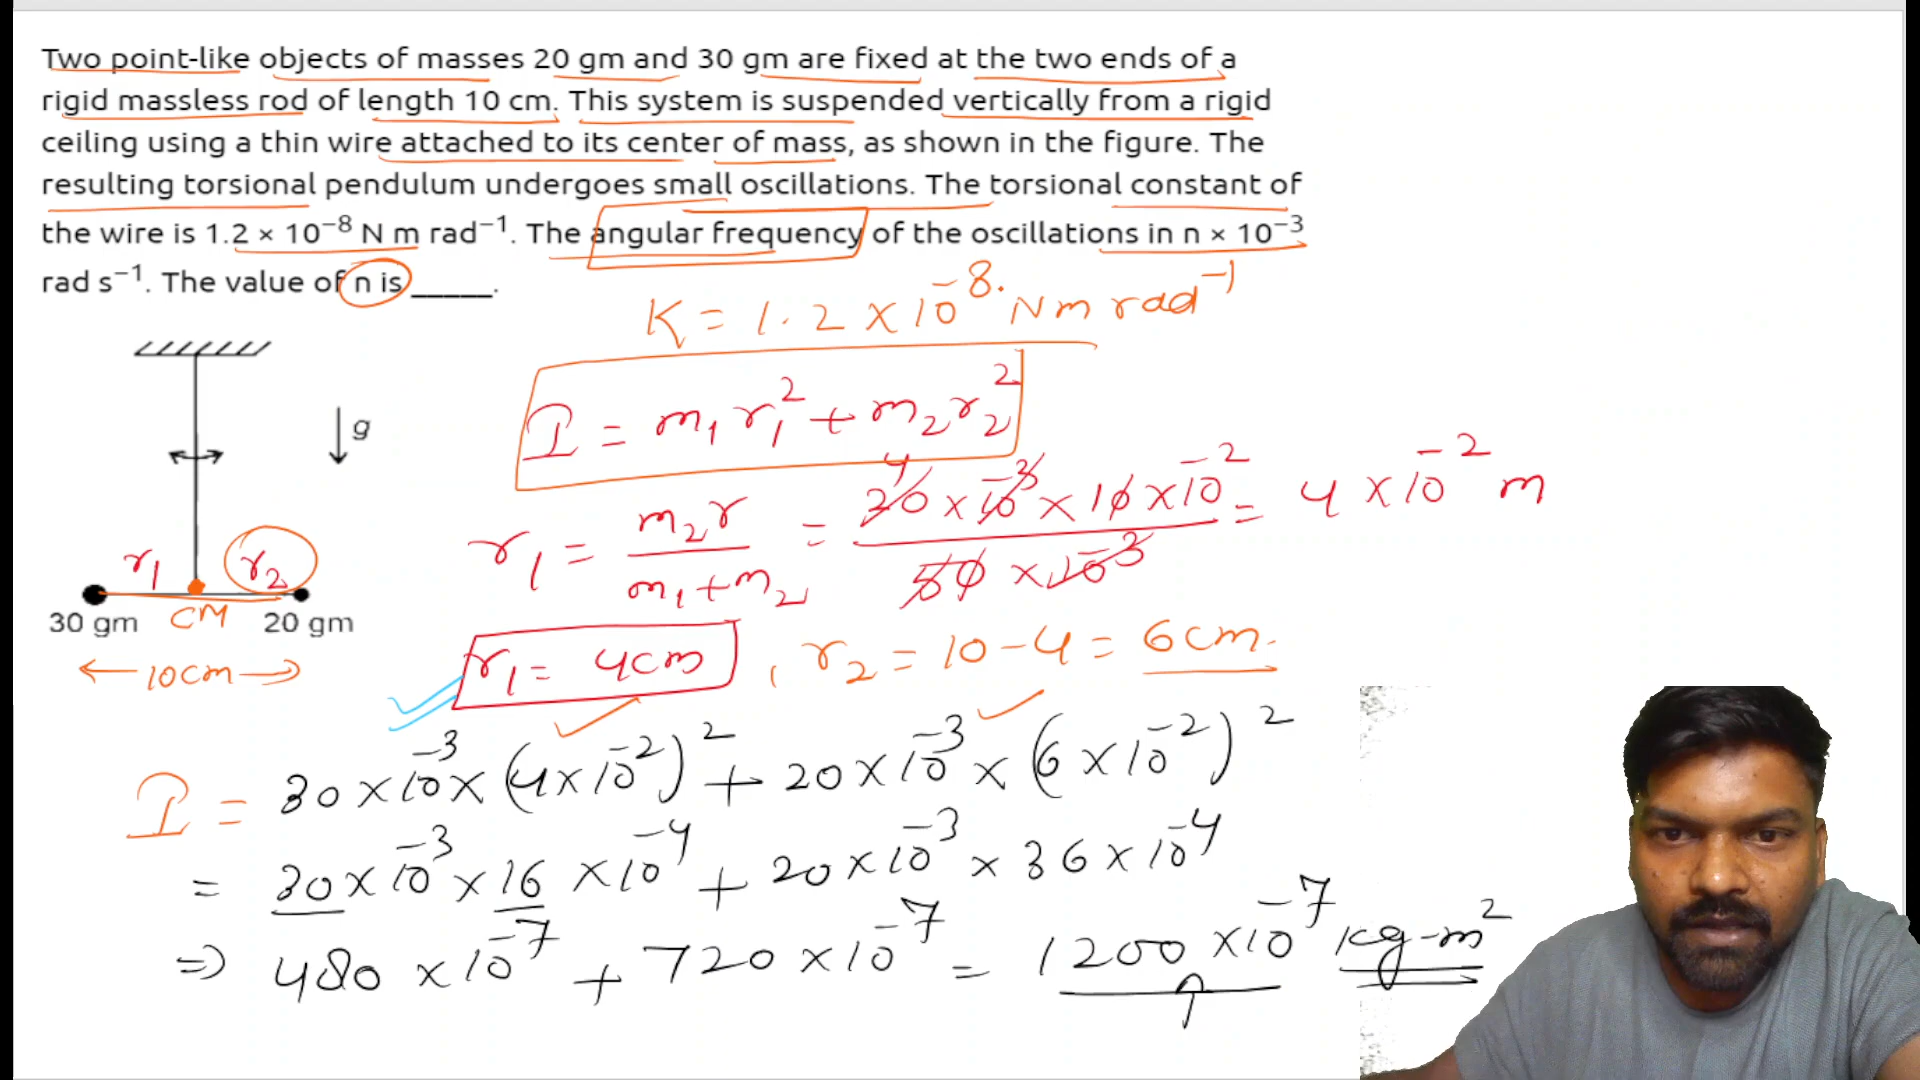 Two point-like objects of masses 20 gm and 30 gm are fixed at the two ends of a
rigid massless rod of length 10 cm. This system is suspended vertically from a rigid
ceiling using a thin wire attached to its center of mass, as shown in the figure. The
resulting torsional pendulum undergoes small oscillations. The torsional constant of
the wire is 1.2 × 10⁻⁸ N m rad⁻¹. The angular frequency of the oscillations in n × 10⁻³
rad s⁻¹. The value of n is _____.
K = 1.2 × 10⁻⁸ Nm rad⁻¹
I = m₁r₁² + m₂r₂²
g
r₁ = m₂r / (m₁+m₂) = 20 × 10⁻³ × 10 × 10⁻² / 50 × 10⁻³ = 4 × 10⁻² m
4
r₁ r₂
30 gm CM 20 gm
←10cm→
r₁ = 4cm, r₂ = 10 - 4 = 6cm.
I = 30 × 10⁻³ × (4 × 10⁻²)² + 20 × 10⁻³ × (6 × 10⁻²)²
= 30 × 10⁻³ × 16 × 10⁻⁴ + 20 × 10⁻³ × 36 × 10⁻⁴
⇒ 480 × 10⁻⁷ + 720 × 10⁻⁷ = 1200 × 10⁻⁷ kg-m²